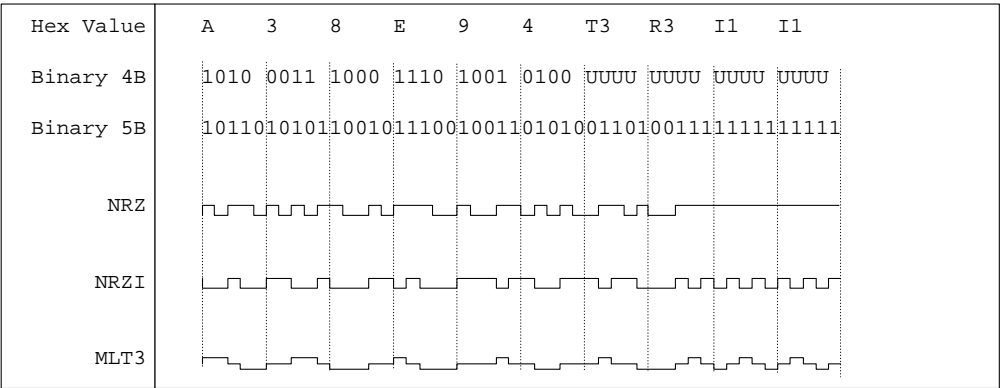 Hex Value A 3 8 E 9 4 T3 R3 I1 I1
Binary 4B 1010 0011 1000 1110 1001 0100 UUUU UUUU UUUU UUUU
Binary 5B 10110101011001011100100110101001101001111111111111
NRZ
NRZI
MLT3